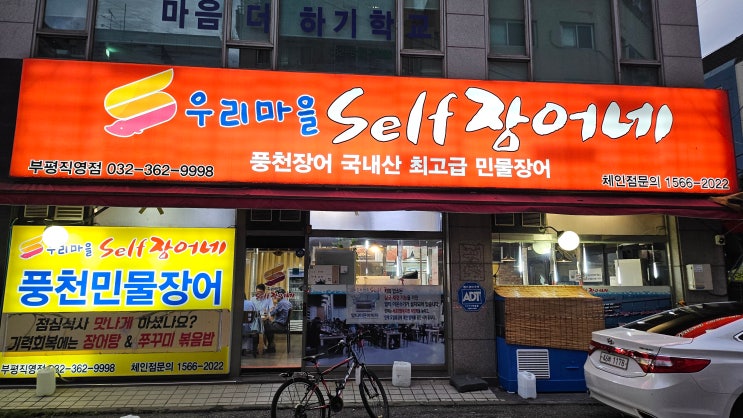 마음 더 하기학교
우리마을 Self 장어네
풍천장어 국내산 최고급 민물장어
부평직영점 032-362-9998
체인점문의 1566-2022
우리마을 Self 장어네
풍천민물장어
점심식사 맛나게 하셨나요?
기력회복에는 장어탕 & 쭈꾸미 볶음밥
부평직영점 032-362-9998 체인점문의 1566-2022
Self 장어네
ADT